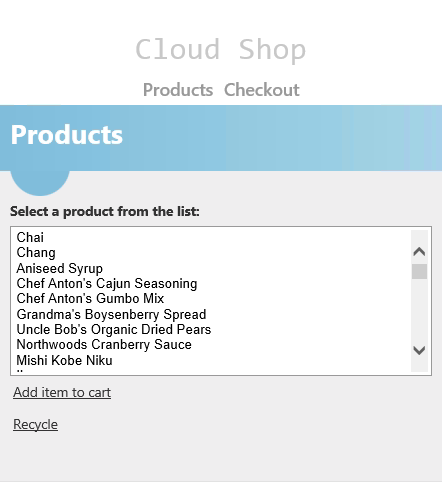 Cloud Shop
Products Checkout
Products
Select a product from the list:
Chai
Chang
Aniseed Syrup
Chef Anton's Cajun Seasoning
Chef Anton's Gumbo Mix
Grandma's Boysenberry Spread
Uncle Bob's Organic Dried Pears
Northwoods Cranberry Sauce
Mishi Kobe Niku
Add item to cart
Recycle